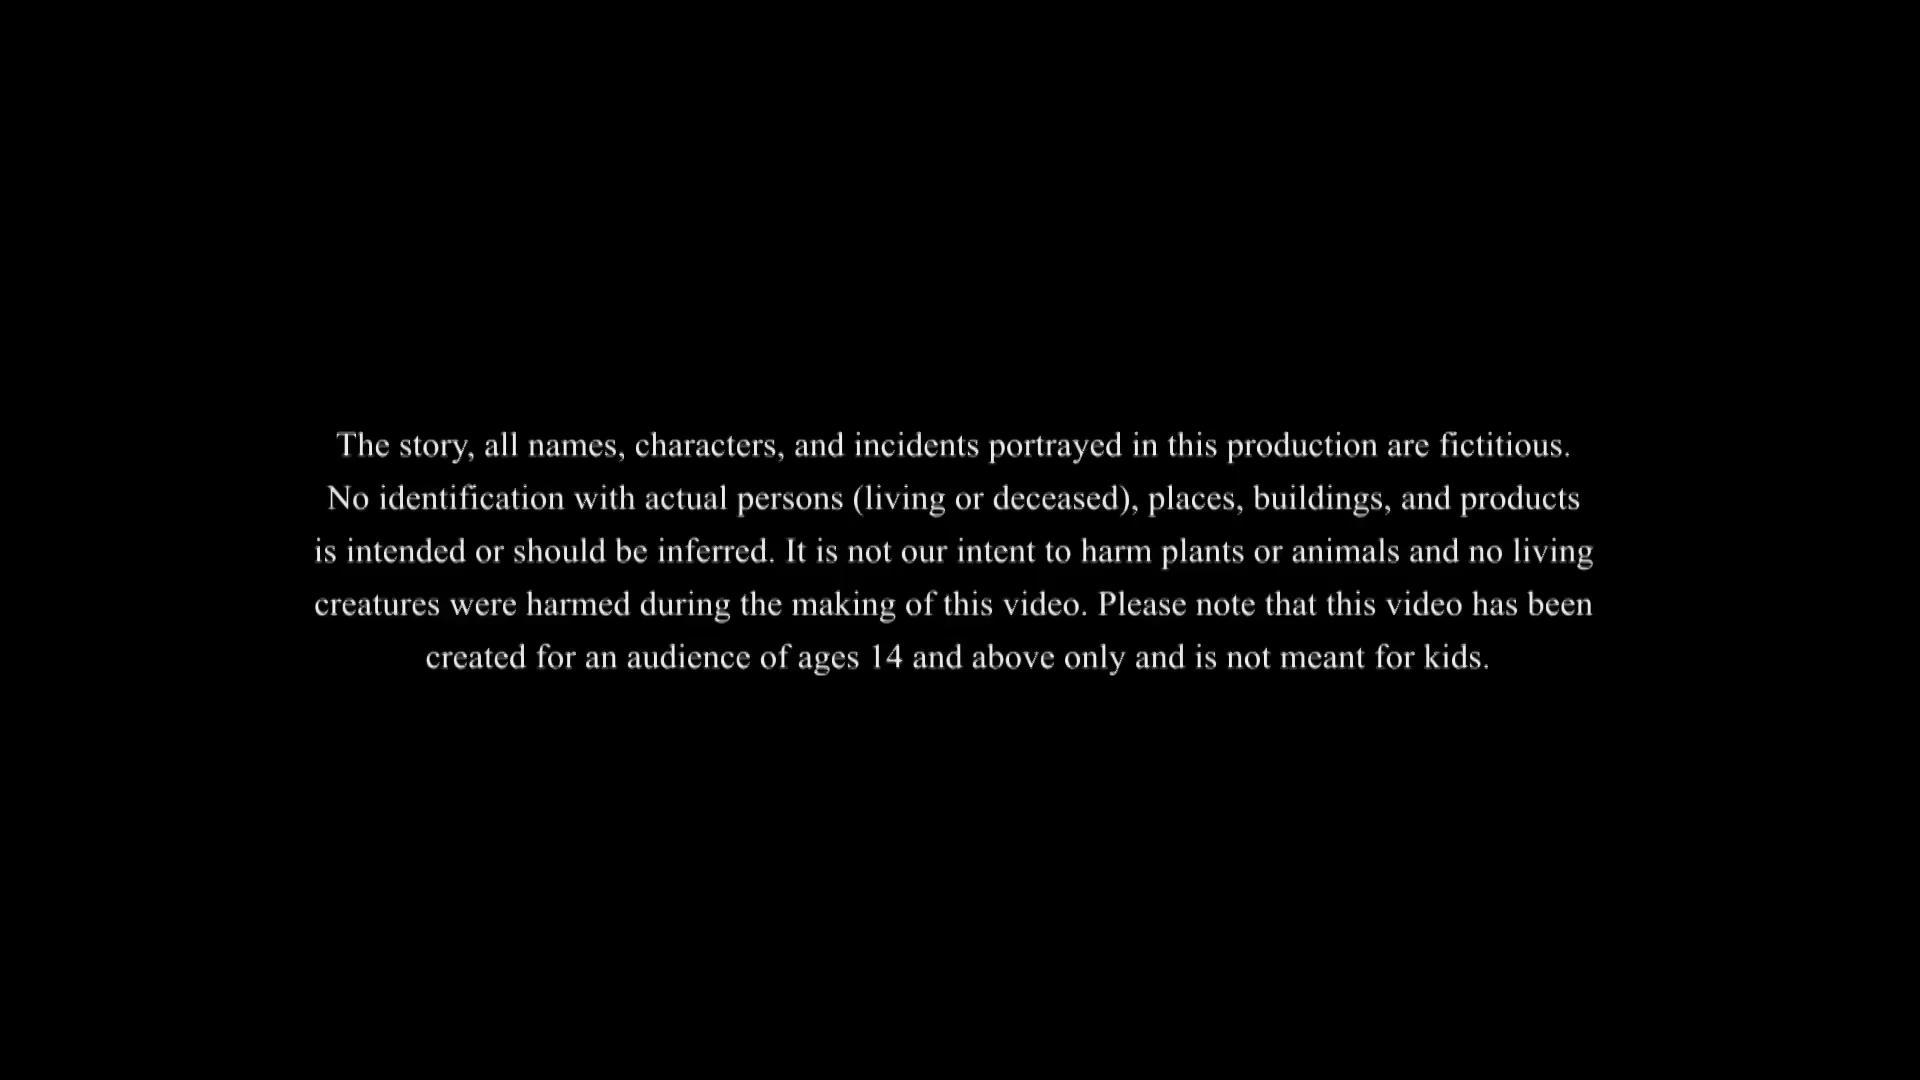 The story, all names, characters, and incidents portrayed in this production are fictitious.
No identification with actual persons (living or deceased), places, buildings, and products
is intended or should be inferred. It is not our intent to harm plants or animals and no living
creatures were harmed during the making of this video. Please note that this video has been
created for an audience of ages 14 and above only and is not meant for kids.